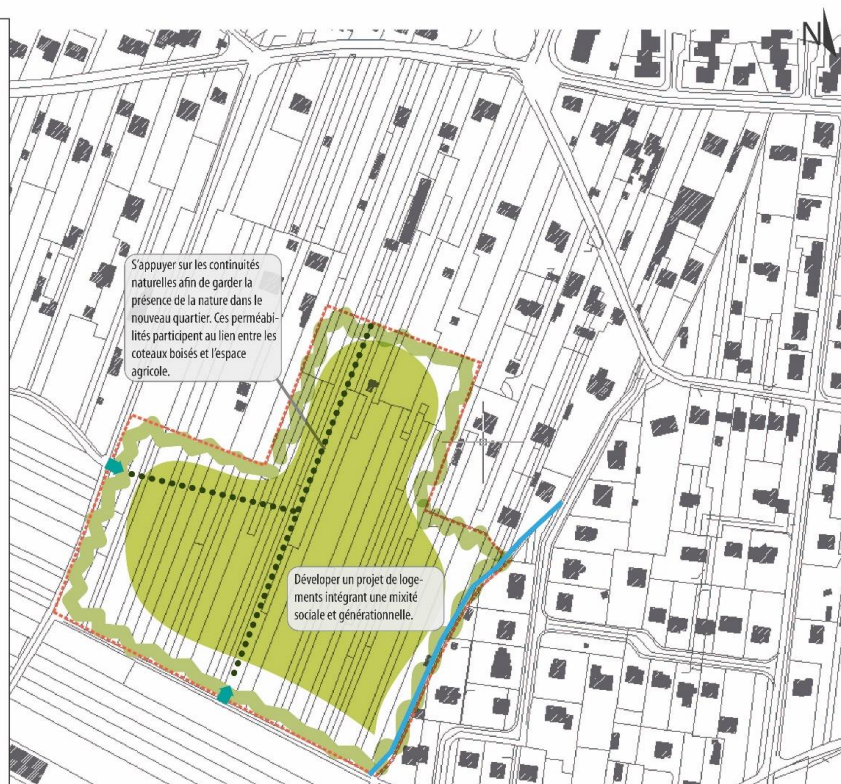 N
S'appuyer sur les continuités
naturelles afin de garder la
présence de la nature dans le
nouveau quartier. Ces perméabi-
lités participent au lien entre les
coteaux boisés et l'espace
agricole.
Développer un projet de loge-
ments intégrant une mixité
sociale et générationnelle.